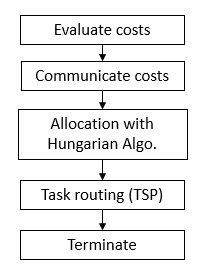 Evaluate costs
Communicate costs
Allocation with
Hungarian Algo.
Task routing (TSP)
Terminate